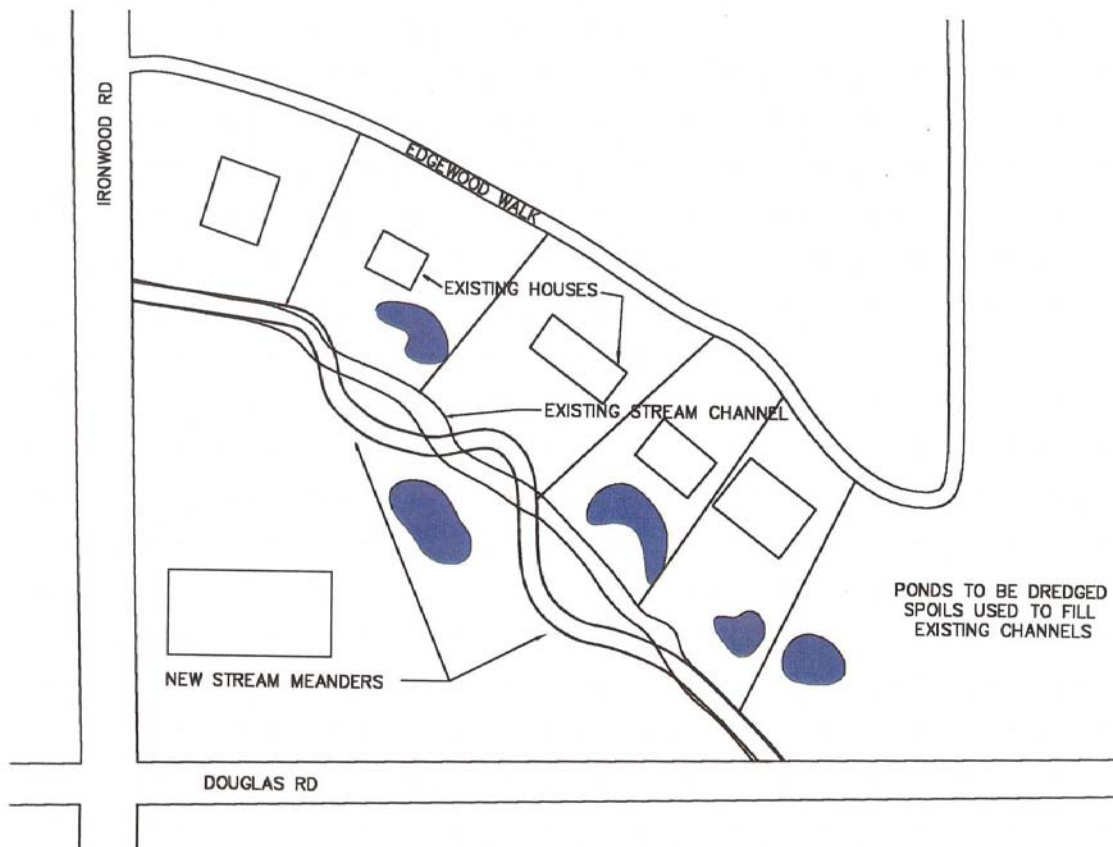 IRONWOOD RD
EDGEWOOD WALK
EXISTING HOUSES
EXISTING STREAM CHANNEL
PONDS TO BE DREDGED
SPOILS USED TO FILL
EXISTING CHANNELS
NEW STREAM MEANDERS
DOUGLAS RD